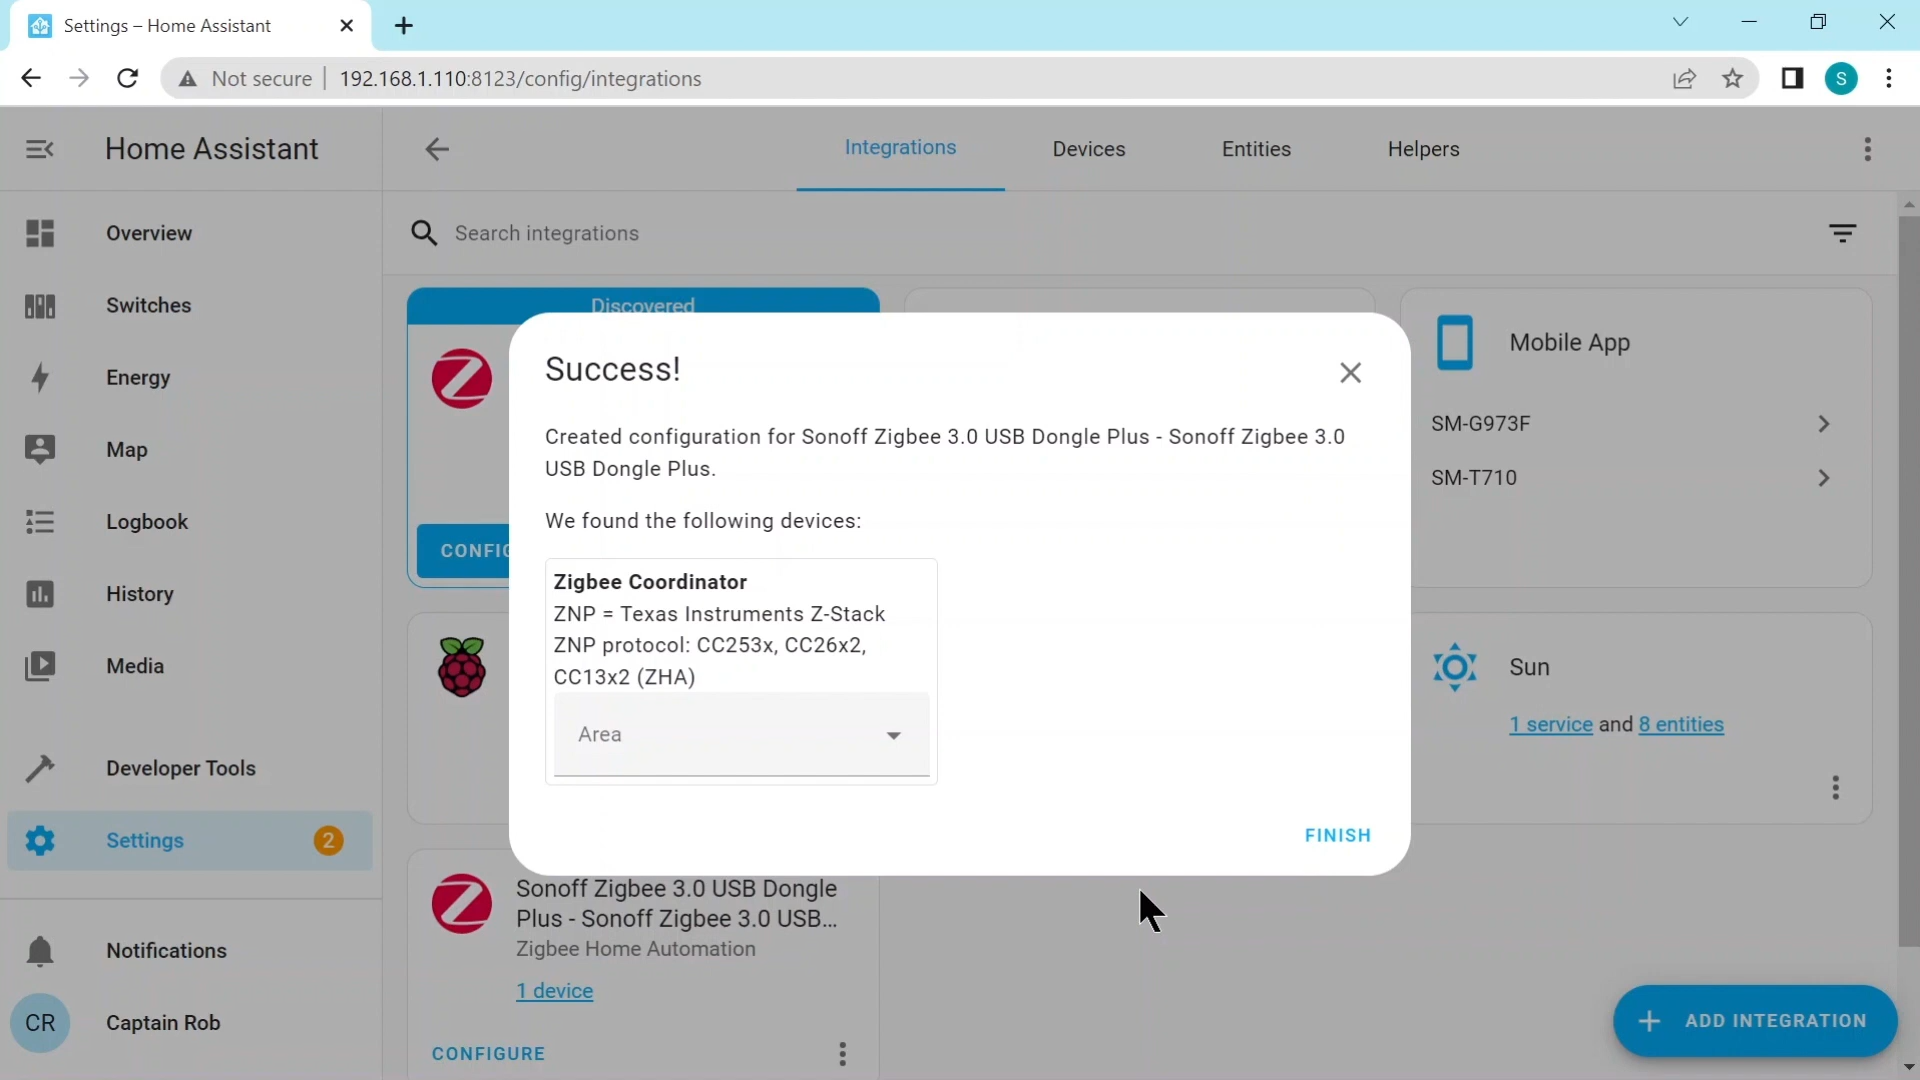 Settings – Home Assistant
Not secure
192.168.1.110:8123/config/integrations
S
Home Assistant
Integrations
Devices
Entities
Helpers
Overview
Switches
Energy
Map
Logbook
History
Media
Developer Tools
Settings
2
Notifications
CR
Captain Rob
Search integrations
Discovered
CONFIG
Success!
Created configuration for Sonoff Zigbee 3.0 USB Dongle Plus - Sonoff Zigbee 3.0
USB Dongle Plus.
We found the following devices:
Zigbee Coordinator
ZNP = Texas Instruments Z-Stack
ZNP protocol: CC253x, CC26x2,
CC13x2 (ZHA)
Area
FINISH
Mobile App
SM-G973F
SM-T710
Sun
1 service and 8 entities
Sonoff Zigbee 3.0 USB Dongle
Plus - Sonoff Zigbee 3.0 USB...
Zigbee Home Automation
1 device
CONFIGURE
ADD INTEGRATION